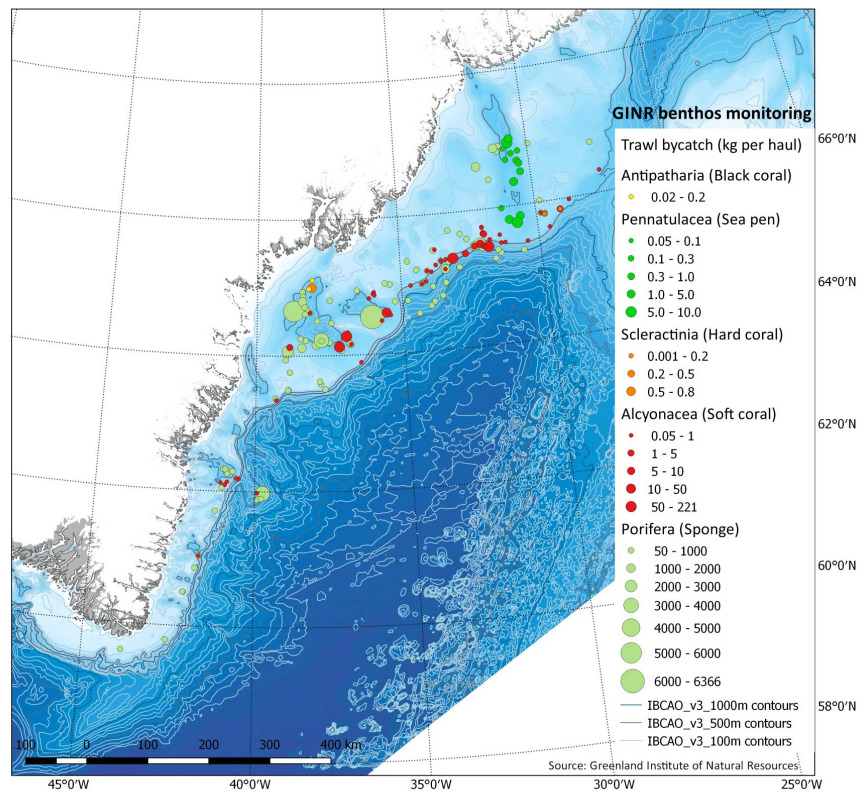 GINR benthos monitoring
Trawl bycatch (kg per haul)
Antipatharia (Black coral)
0.02 - 0.2
Pennatulacea (Sea pen)
0.05 - 0.1
0.1 - 0.3
0.3 - 1.0
1.0 - 5.0
5.0 - 10.0
Scleractinia (Hard coral)
0.001 - 0.2
0.2 - 0.5
0.5 - 0.8
Alcyonacea (Soft coral)
0.05 - 1
1 - 5
5 - 10
10 - 50
50 - 221
Porifera (Sponge)
50 - 1000
1000 - 2000
2000 - 3000
3000 - 4000
4000 - 5000
5000 - 6000
6000 - 6366
IBCAO_v3_1000m contours
IBCAO_v3_500m contours
IBCAO_v3_100m contours
Source: Greenland Institute of Natural Resources
66°0'N
64°0'N
62°0'N
60°0'N
58°0'N
100 0 100 200 300 400 km
45°0'W 40°0'W 35°0'W 30°0'W 25°0'W